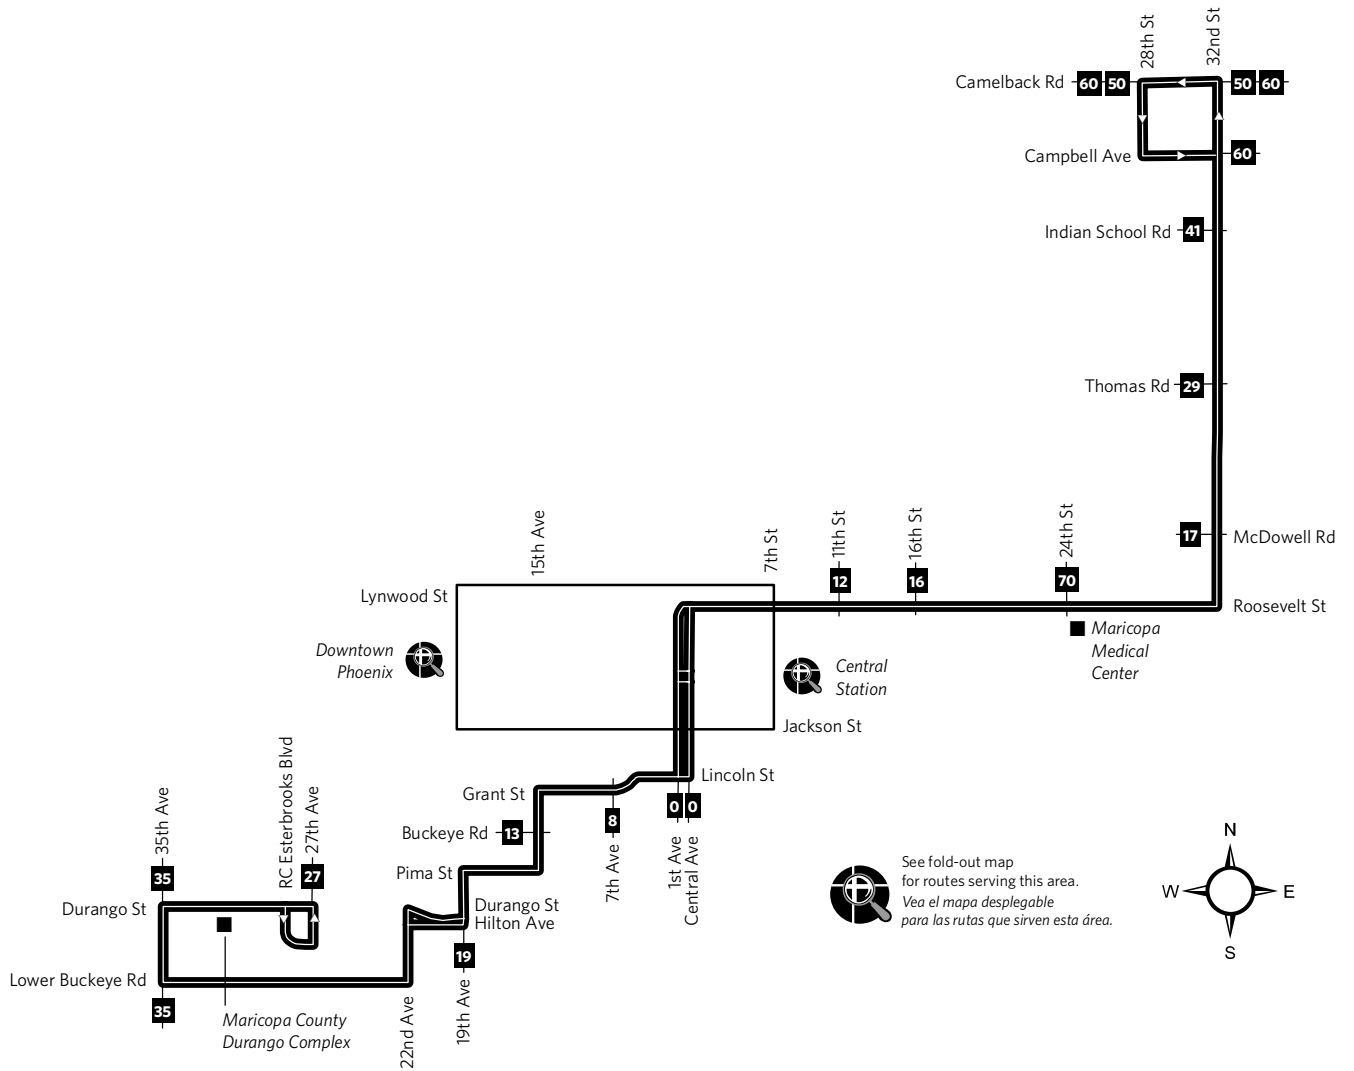 28th St
32nd St
Camelback Rd 60 50
50 60
Campbell Ave
60
Indian School Rd 41
Thomas Rd 29
17
McDowell Rd
15th Ave
7th St
11th St
12
16th St
16
24th St
70
Lynwood St
Roosevelt St
Downtown
Phoenix
Central
Station
Maricopa
Medical
Center
Jackson St
Lincoln St
Grant St
0 0
8
Buckeye Rd 13
7th Ave
1st Ave
Central Ave
Pima St
35th Ave
35
RC Esterbrooks Blvd
27th Ave
27
Durango St
Durango St
Hilton Ave
19
19th Ave
Lower Buckeye Rd
35
22nd Ave
Maricopa County
Durango Complex
See fold-out map
for routes serving this area.
Vea el mapa desplegable
para las rutas que sirven esta área.
N
W E
S